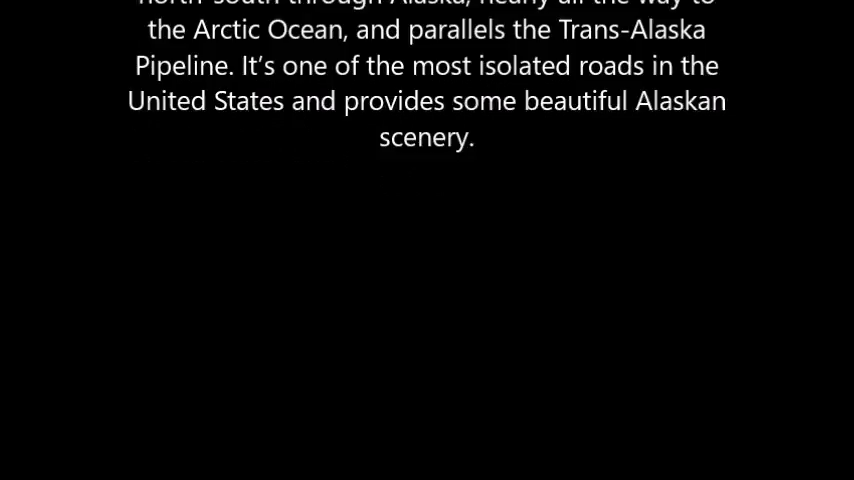 north-south through Alaska, nearly all the way to
the Arctic Ocean, and parallels the Trans-Alaska
Pipeline. It’s one of the most isolated roads in the
United States and provides some beautiful Alaskan
scenery.